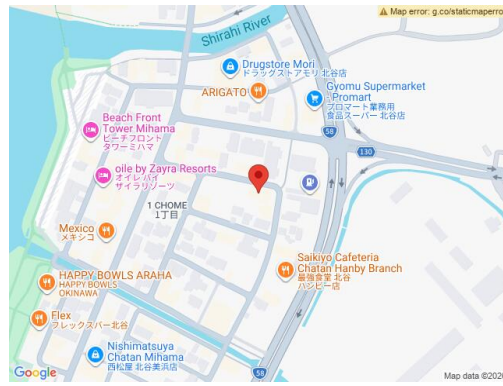 Map error: g.co/staticmaperro
Shirahi River
Drugstore Mori
ドラッグストアモリ 北谷店
ARIGATO
Gyomu Supermarket
Promart
プロマート業務用
食品スーパー 北谷店
Beach Front
Tower Mihama
ビーチフロント
タワーミハマ
58
130
oile by Zayra Resorts
オイレ バイ
ザイラリゾーツ
1 CHOME
1丁目
Mexico
メキシコ
Saikiyo Cafeteria
Chatan Hanby Branch
最強食堂 北谷
ハンビー店
HAPPY BOWLS ARAHA
HAPPY BOWLS
OKINAWA
Flex
フレックスバー北谷
Nishimatsuya
Chatan Mihama
西松屋 北谷美浜店
58
Google
Map data ©2026